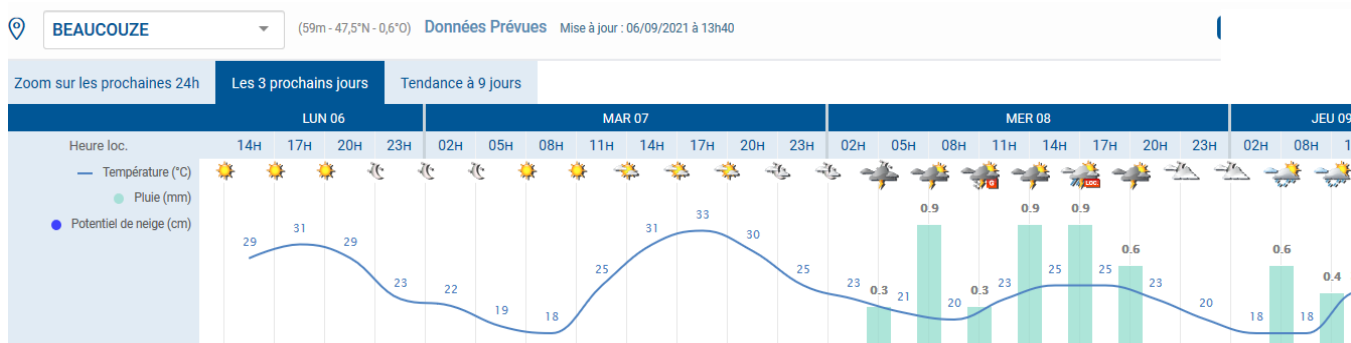 BEAUCOUZE (59m - 47,5°N - 0,6°O) Données Prévues Mise à jour : 06/09/2021 à 13h40
Zoom sur les prochaines 24h Les 3 prochains jours Tendance à 9 jours
LUN 06 MAR 07 MER 08 JEU 09
Heure loc. 14H 17H 20H 23H 02H 05H 08H 11H 14H 17H 20H 23H 02H 05H 08H 11H 14H 17H 20H 23H 02H 08H 1
Température (°C)
Pluie (mm)
Potentiel de neige (cm)
G LOC.
29 31 29 23 22 19 18 25 31 33 30 25 23 21 20 23 25 25 23 20 18 18
0.3 0.9 0.3 0.9 0.9 0.6 0.6 0.4